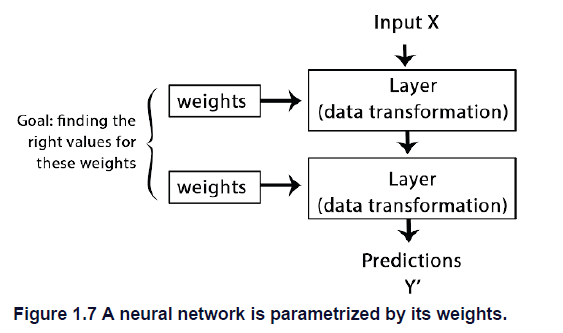 Input X
Layer
(data transformation)
weights
Goal: finding the
right values for
these weights
Layer
(data transformation)
weights
Predictions
Y'
Figure 1.7 A neural network is parametrized by its weights.